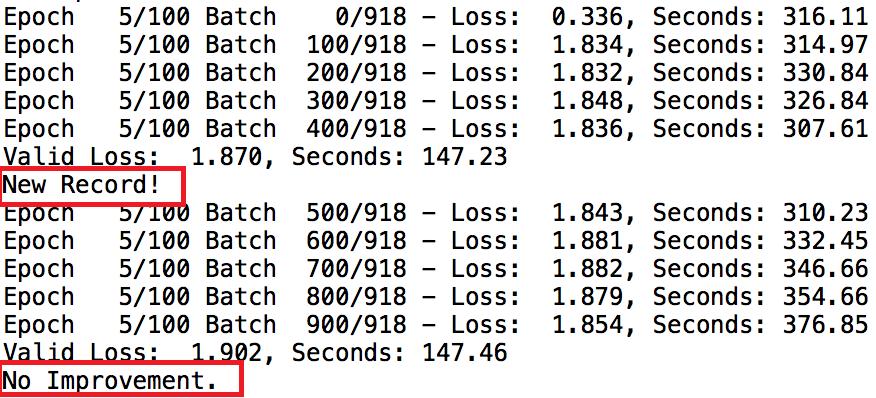 Epoch   5/100 Batch    0/918 - Loss:  0.336, Seconds: 316.11
Epoch   5/100 Batch  100/918 - Loss:  1.834, Seconds: 314.97
Epoch   5/100 Batch  200/918 - Loss:  1.832, Seconds: 330.84
Epoch   5/100 Batch  300/918 - Loss:  1.848, Seconds: 326.84
Epoch   5/100 Batch  400/918 - Loss:  1.836, Seconds: 307.61
Valid Loss:  1.870, Seconds: 147.23
New Record!
Epoch   5/100 Batch  500/918 - Loss:  1.843, Seconds: 310.23
Epoch   5/100 Batch  600/918 - Loss:  1.881, Seconds: 332.45
Epoch   5/100 Batch  700/918 - Loss:  1.882, Seconds: 346.66
Epoch   5/100 Batch  800/918 - Loss:  1.879, Seconds: 354.66
Epoch   5/100 Batch  900/918 - Loss:  1.854, Seconds: 376.85
Valid Loss:  1.902, Seconds: 147.46
No Improvement.